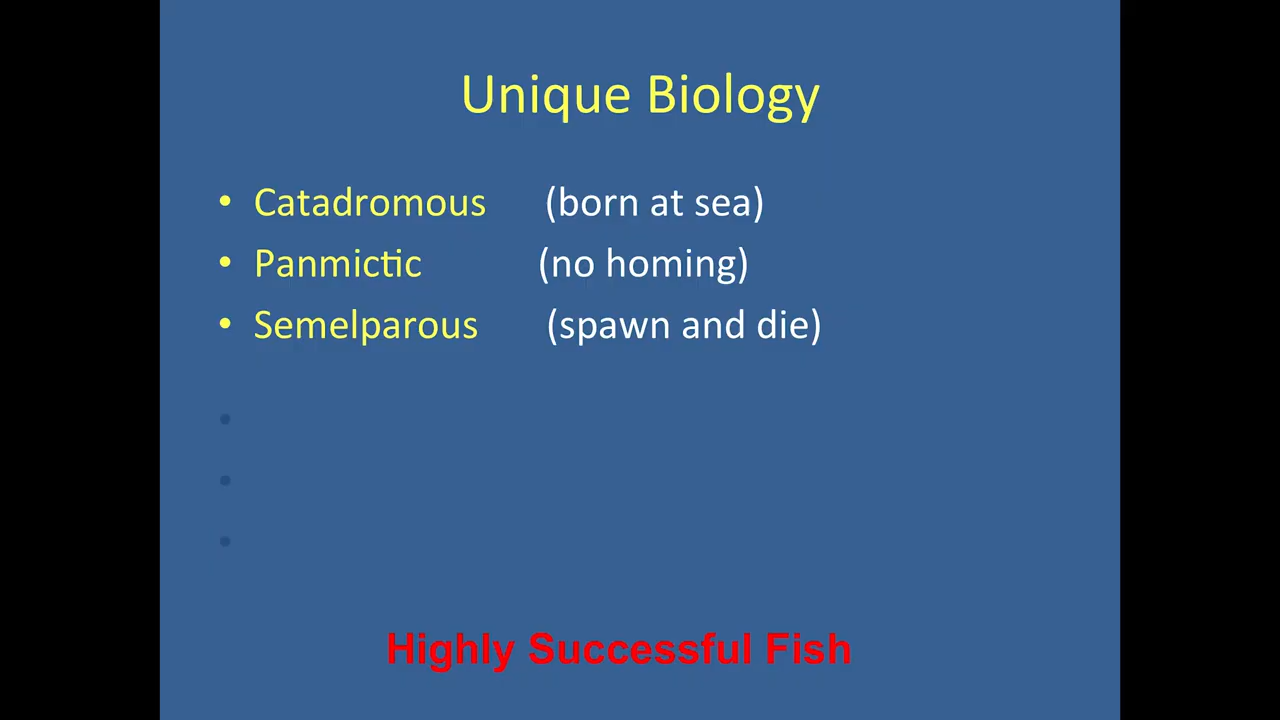 Unique Biology
• Catadromous (born at sea)
• Panmictic (no homing)
• Semelparous (spawn and die)
•
•
•
Highly Successful Fish